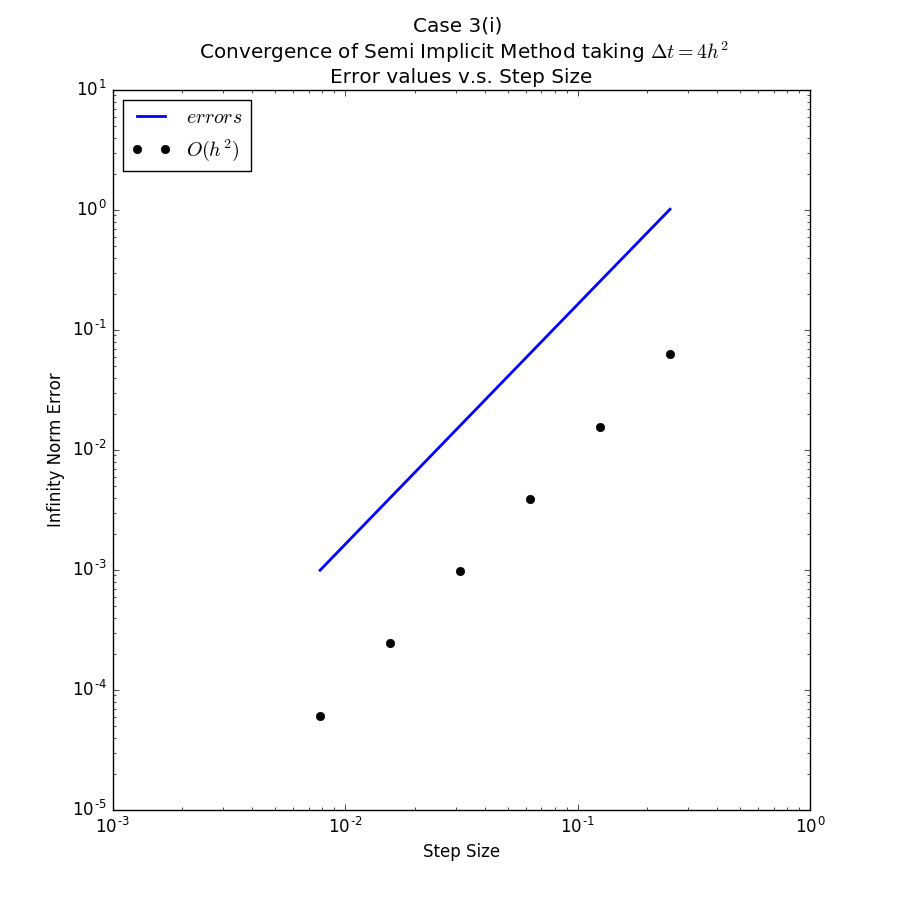 Case 3(i)
Convergence of Semi Implicit Method taking Δt = 4h²
Error values v.s. Step Size
errors
O(h²)
10¹
10⁰
10⁻¹
10⁻²
10⁻³
10⁻⁴
10⁻⁵
Infinity Norm Error
10⁻³ 10⁻² 10⁻¹ 10⁰
Step Size